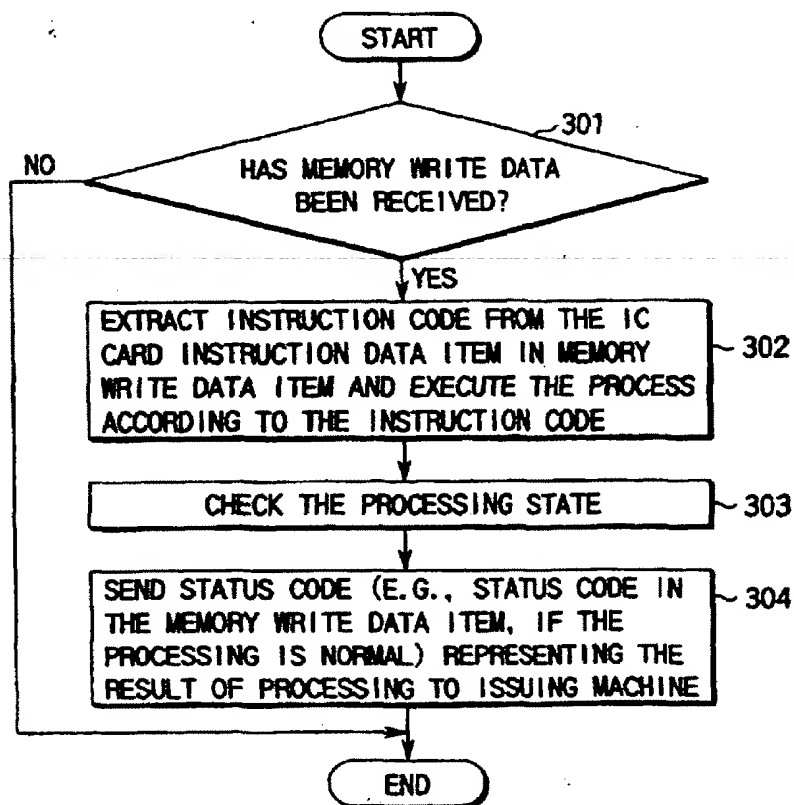 START
301
HAS MEMORY WRITE DATA
BEEN RECEIVED?
NO
YES
EXTRACT INSTRUCTION CODE FROM THE IC
CARD INSTRUCTION DATA ITEM IN MEMORY
WRITE DATA ITEM AND EXECUTE THE PROCESS
ACCORDING TO THE INSTRUCTION CODE
302
CHECK THE PROCESSING STATE
303
SEND STATUS CODE (E.G., STATUS CODE IN
THE MEMORY WRITE DATA ITEM, IF THE
PROCESSING IS NORMAL) REPRESENTING THE
RESULT OF PROCESSING TO ISSUING MACHINE
304
END